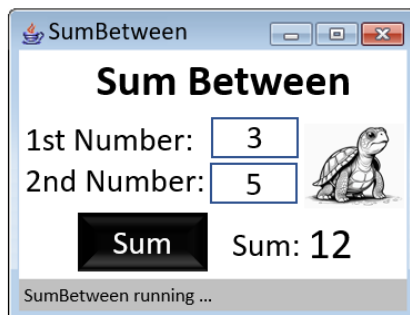 SumBetween
Sum Between
1st Number: 3
2nd Number: 5
Sum Sum: 12
SumBetween running ...